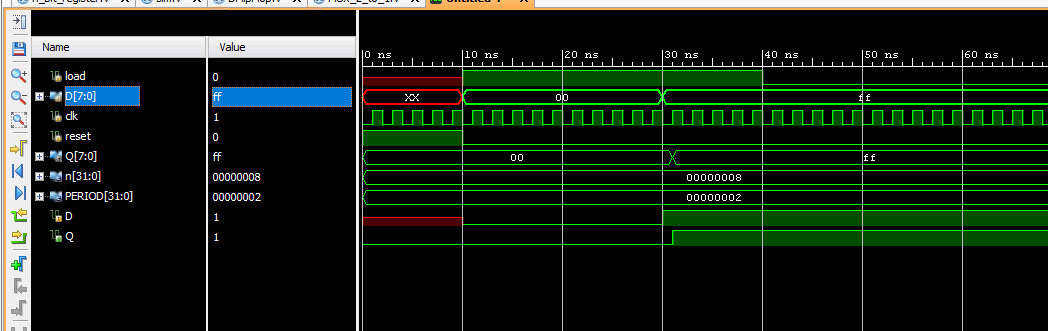 Name Value
0 ns 10 ns 20 ns 30 ns 40 ns 50 ns 60 ns
load 0
D[7:0] ff XX 00 ff
clk 1
reset 0
Q[7:0] ff 00 ff
n[31:0] 00000008 00000008
PERIOD[31:0] 00000002 00000002
D 1
Q 1